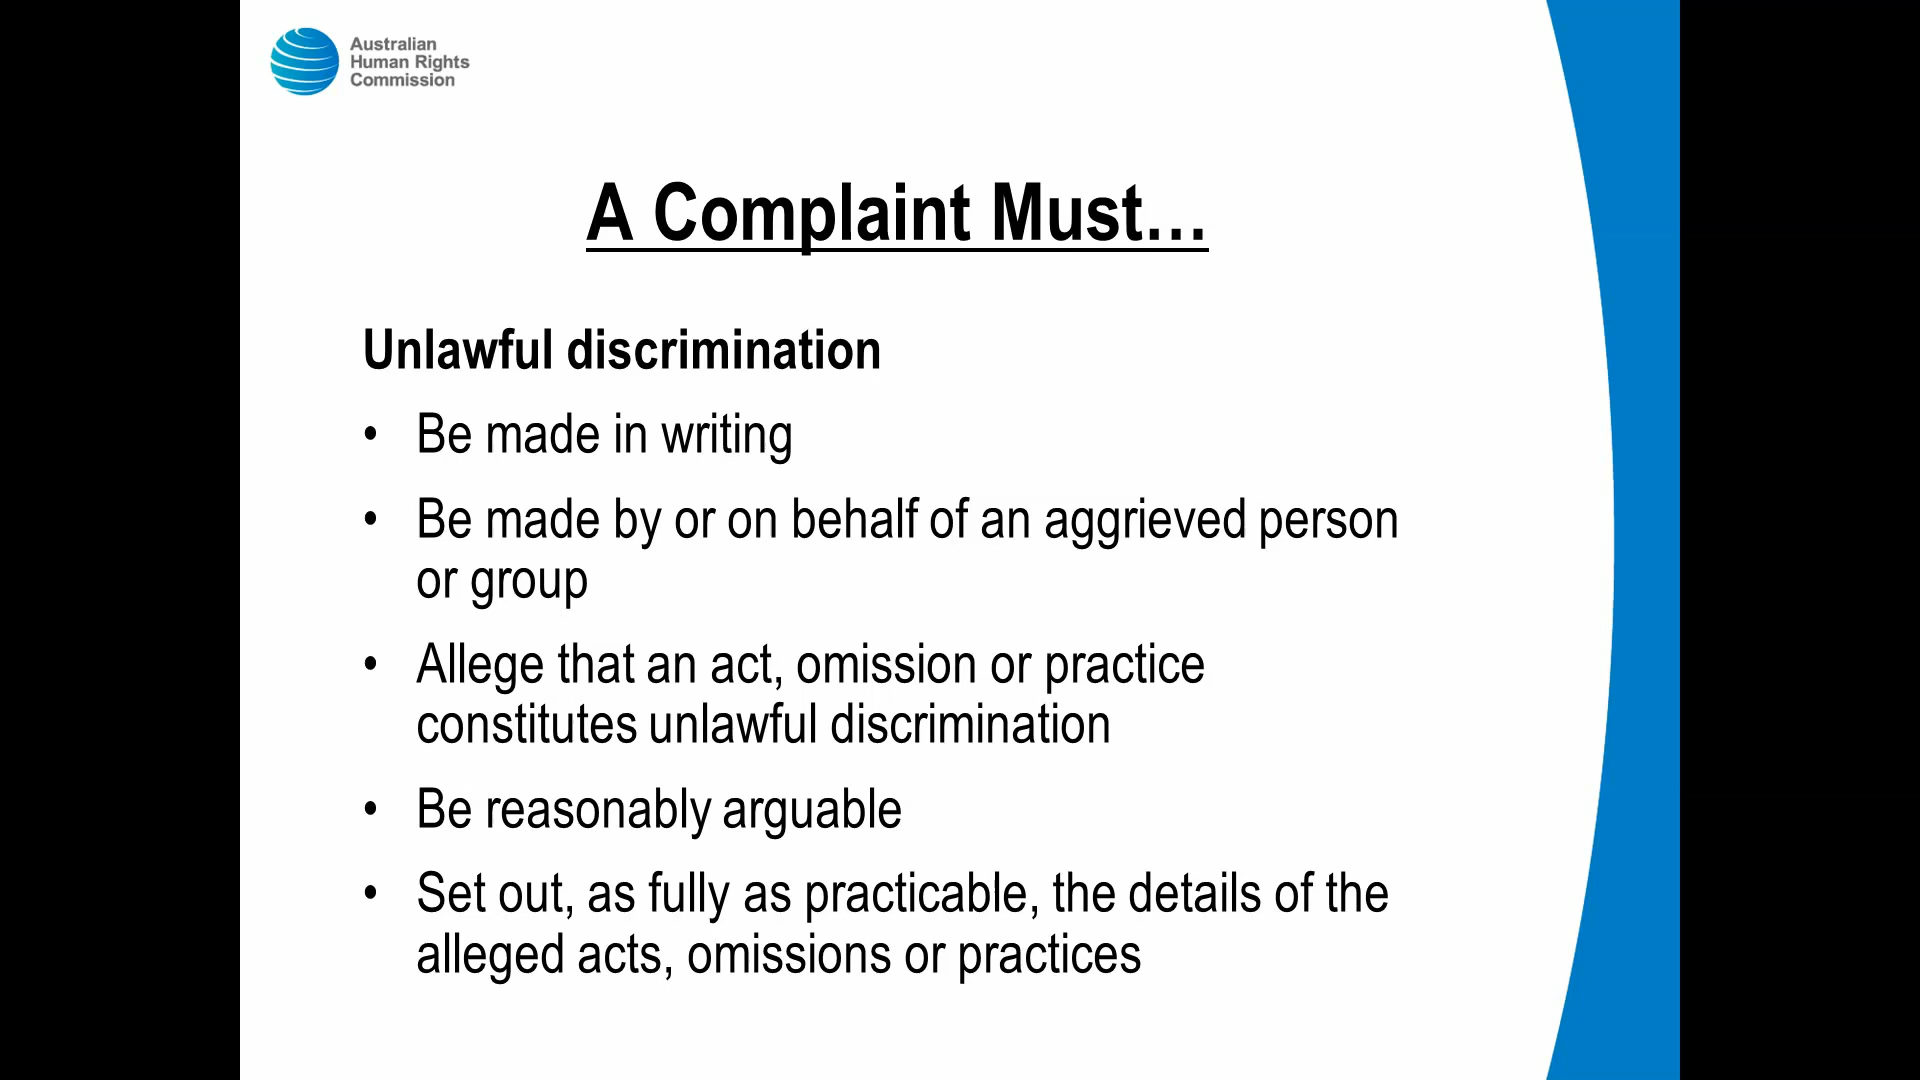 Australian
Human Rights
Commission
A Complaint Must…
Unlawful discrimination
• Be made in writing
• Be made by or on behalf of an aggrieved person
or group
• Allege that an act, omission or practice
constitutes unlawful discrimination
• Be reasonably arguable
• Set out, as fully as practicable, the details of the
alleged acts, omissions or practices